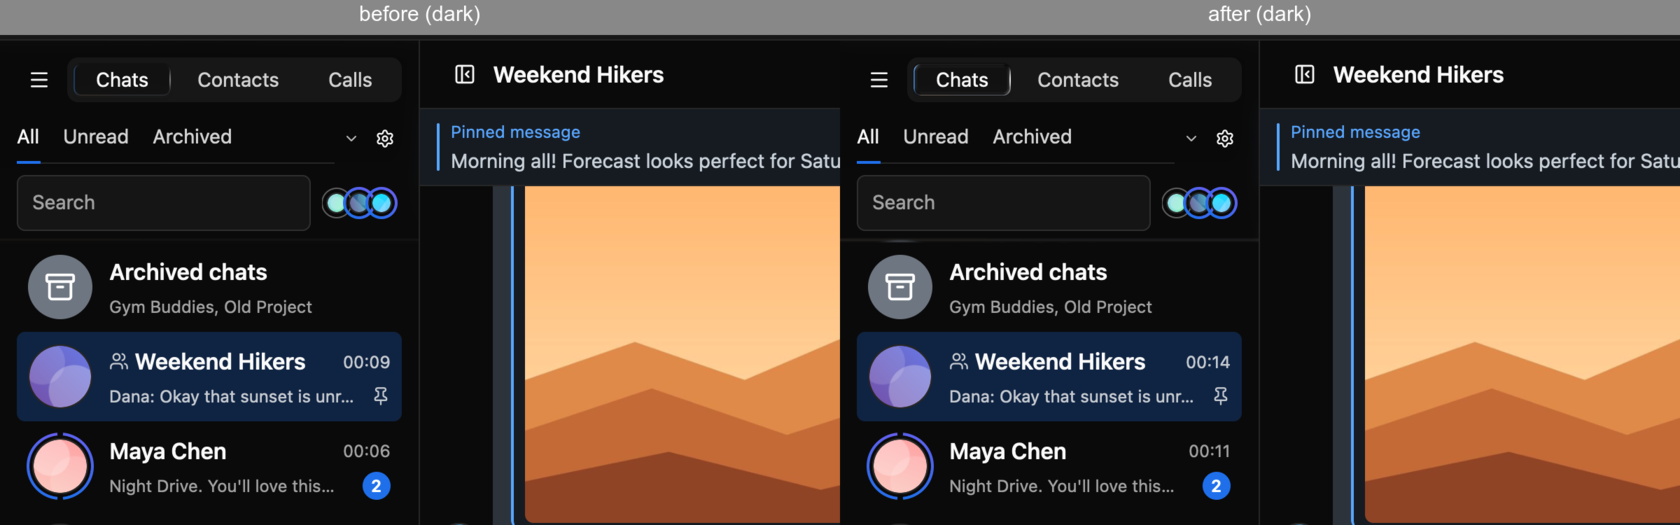 before (dark)
Chats Contacts Calls
All Unread Archived
Search
Archived chats
Gym Buddies, Old Project
Weekend Hikers 00:09
Dana: Okay that sunset is unr...
Maya Chen 00:06
Night Drive. You'll love this... 2
Weekend Hikers
Pinned message
Morning all! Forecast looks perfect for Satu
after (dark)
Chats Contacts Calls
All Unread Archived
Search
Archived chats
Gym Buddies, Old Project
Weekend Hikers 00:14
Dana: Okay that sunset is unr...
Maya Chen 00:11
Night Drive. You'll love this... 2
Weekend Hikers
Pinned message
Morning all! Forecast looks perfect for Satu